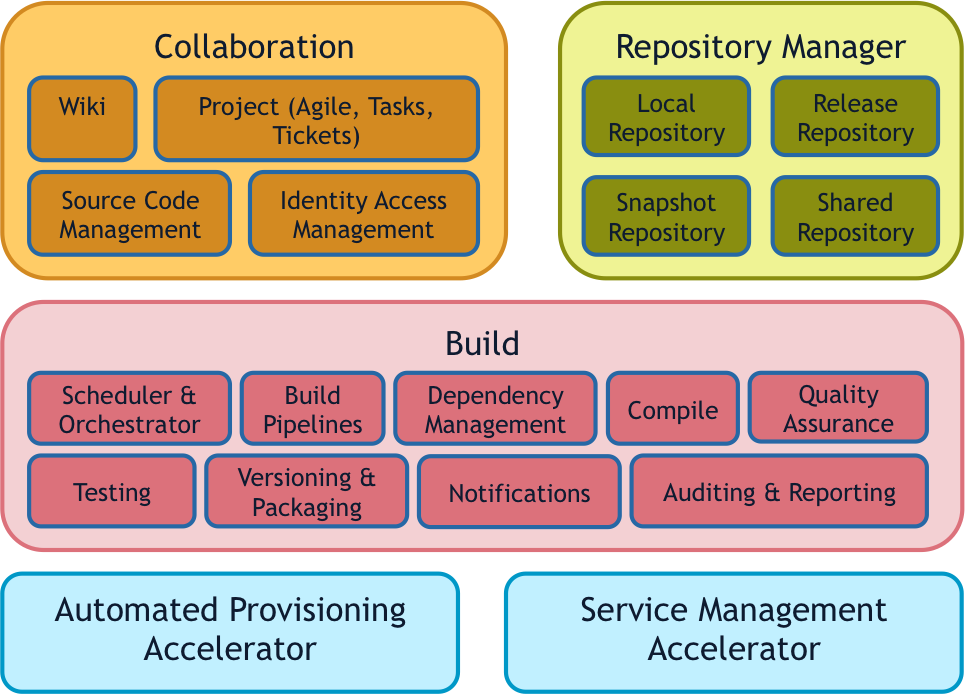 Collaboration
Wiki
Project (Agile, Tasks,
Tickets)
Source Code
Management
Identity Access
Management
Repository Manager
Local
Repository
Release
Repository
Snapshot
Repository
Shared
Repository
Build
Scheduler &
Orchestrator
Build
Pipelines
Dependency
Management
Compile
Quality
Assurance
Testing
Versioning &
Packaging
Notifications
Auditing & Reporting
Automated Provisioning
Accelerator
Service Management
Accelerator